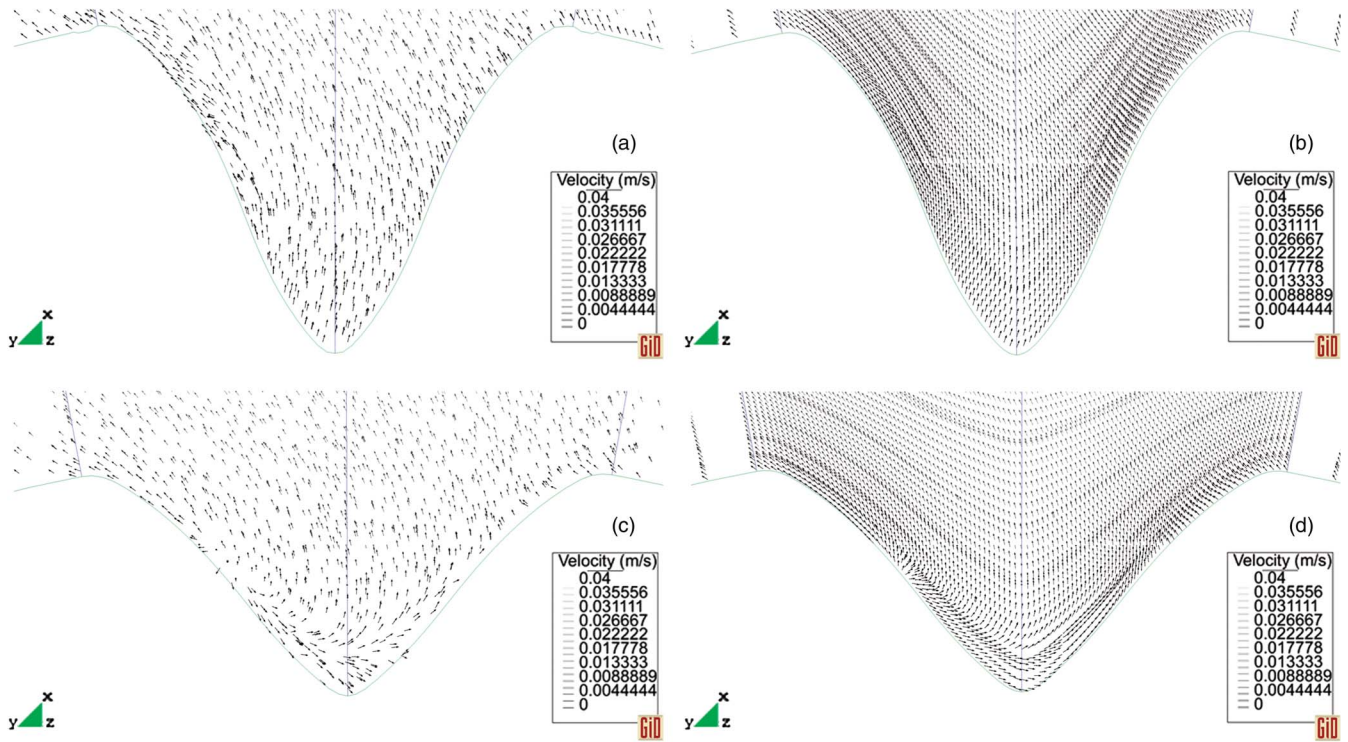 (a)
Velocity (m/s)
0.04
0.035556
0.031111
0.026667
0.022222
0.017778
0.013333
0.0088889
0.0044444
0
x
y z
GiD
(b)
Velocity (m/s)
0.04
0.035556
0.031111
0.026667
0.022222
0.017778
0.013333
0.0088889
0.0044444
0
x
y z
GiD
(c)
Velocity (m/s)
0.04
0.035556
0.031111
0.026667
0.022222
0.017778
0.013333
0.0088889
0.0044444
0
x
y z
GiD
(d)
Velocity (m/s)
0.04
0.035556
0.031111
0.026667
0.022222
0.017778
0.013333
0.0088889
0.0044444
0
x
y z
GiD